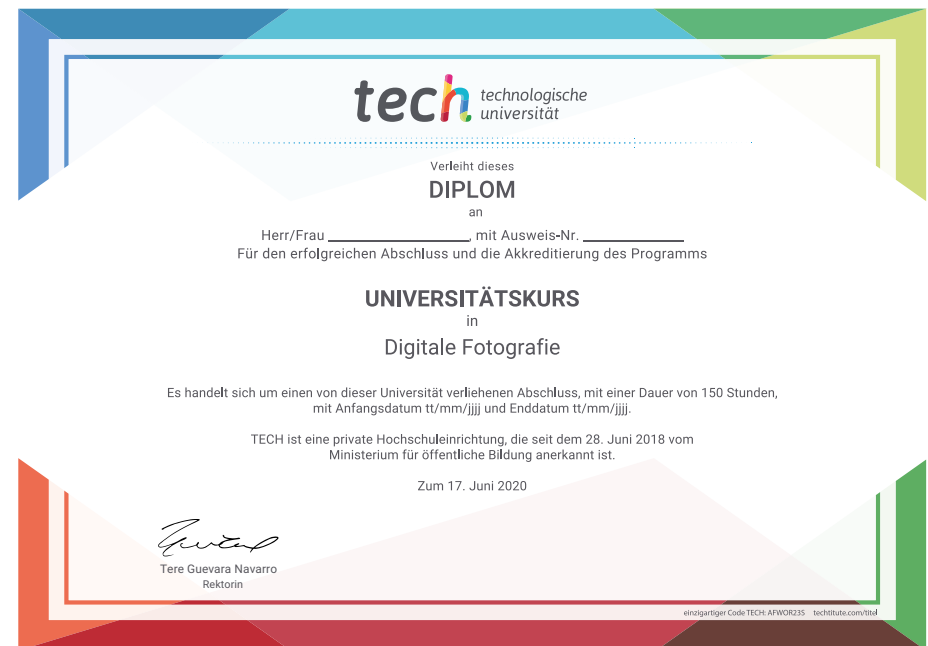 tech technologische
universität
Verleiht dieses
DIPLOM
an
Herr/Frau ____________________, mit Ausweis-Nr. ______________
Für den erfolgreichen Abschluss und die Akkreditierung des Programms
UNIVERSITÄTSKURS
in
Digitale Fotografie
Es handelt sich um einen von dieser Universität verliehenen Abschluss, mit einer Dauer von 150 Stunden,
mit Anfangsdatum tt/mm/jjjj und Enddatum tt/mm/jjjj.
TECH ist eine private Hochschuleinrichtung, die seit dem 28. Juni 2018 vom
Ministerium für öffentliche Bildung anerkannt ist.
Zum 17. Juni 2020
Tere Guevara Navarro
Rektorin
einzigartiger Code TECH: AFWOR23S techtitute.com/titel